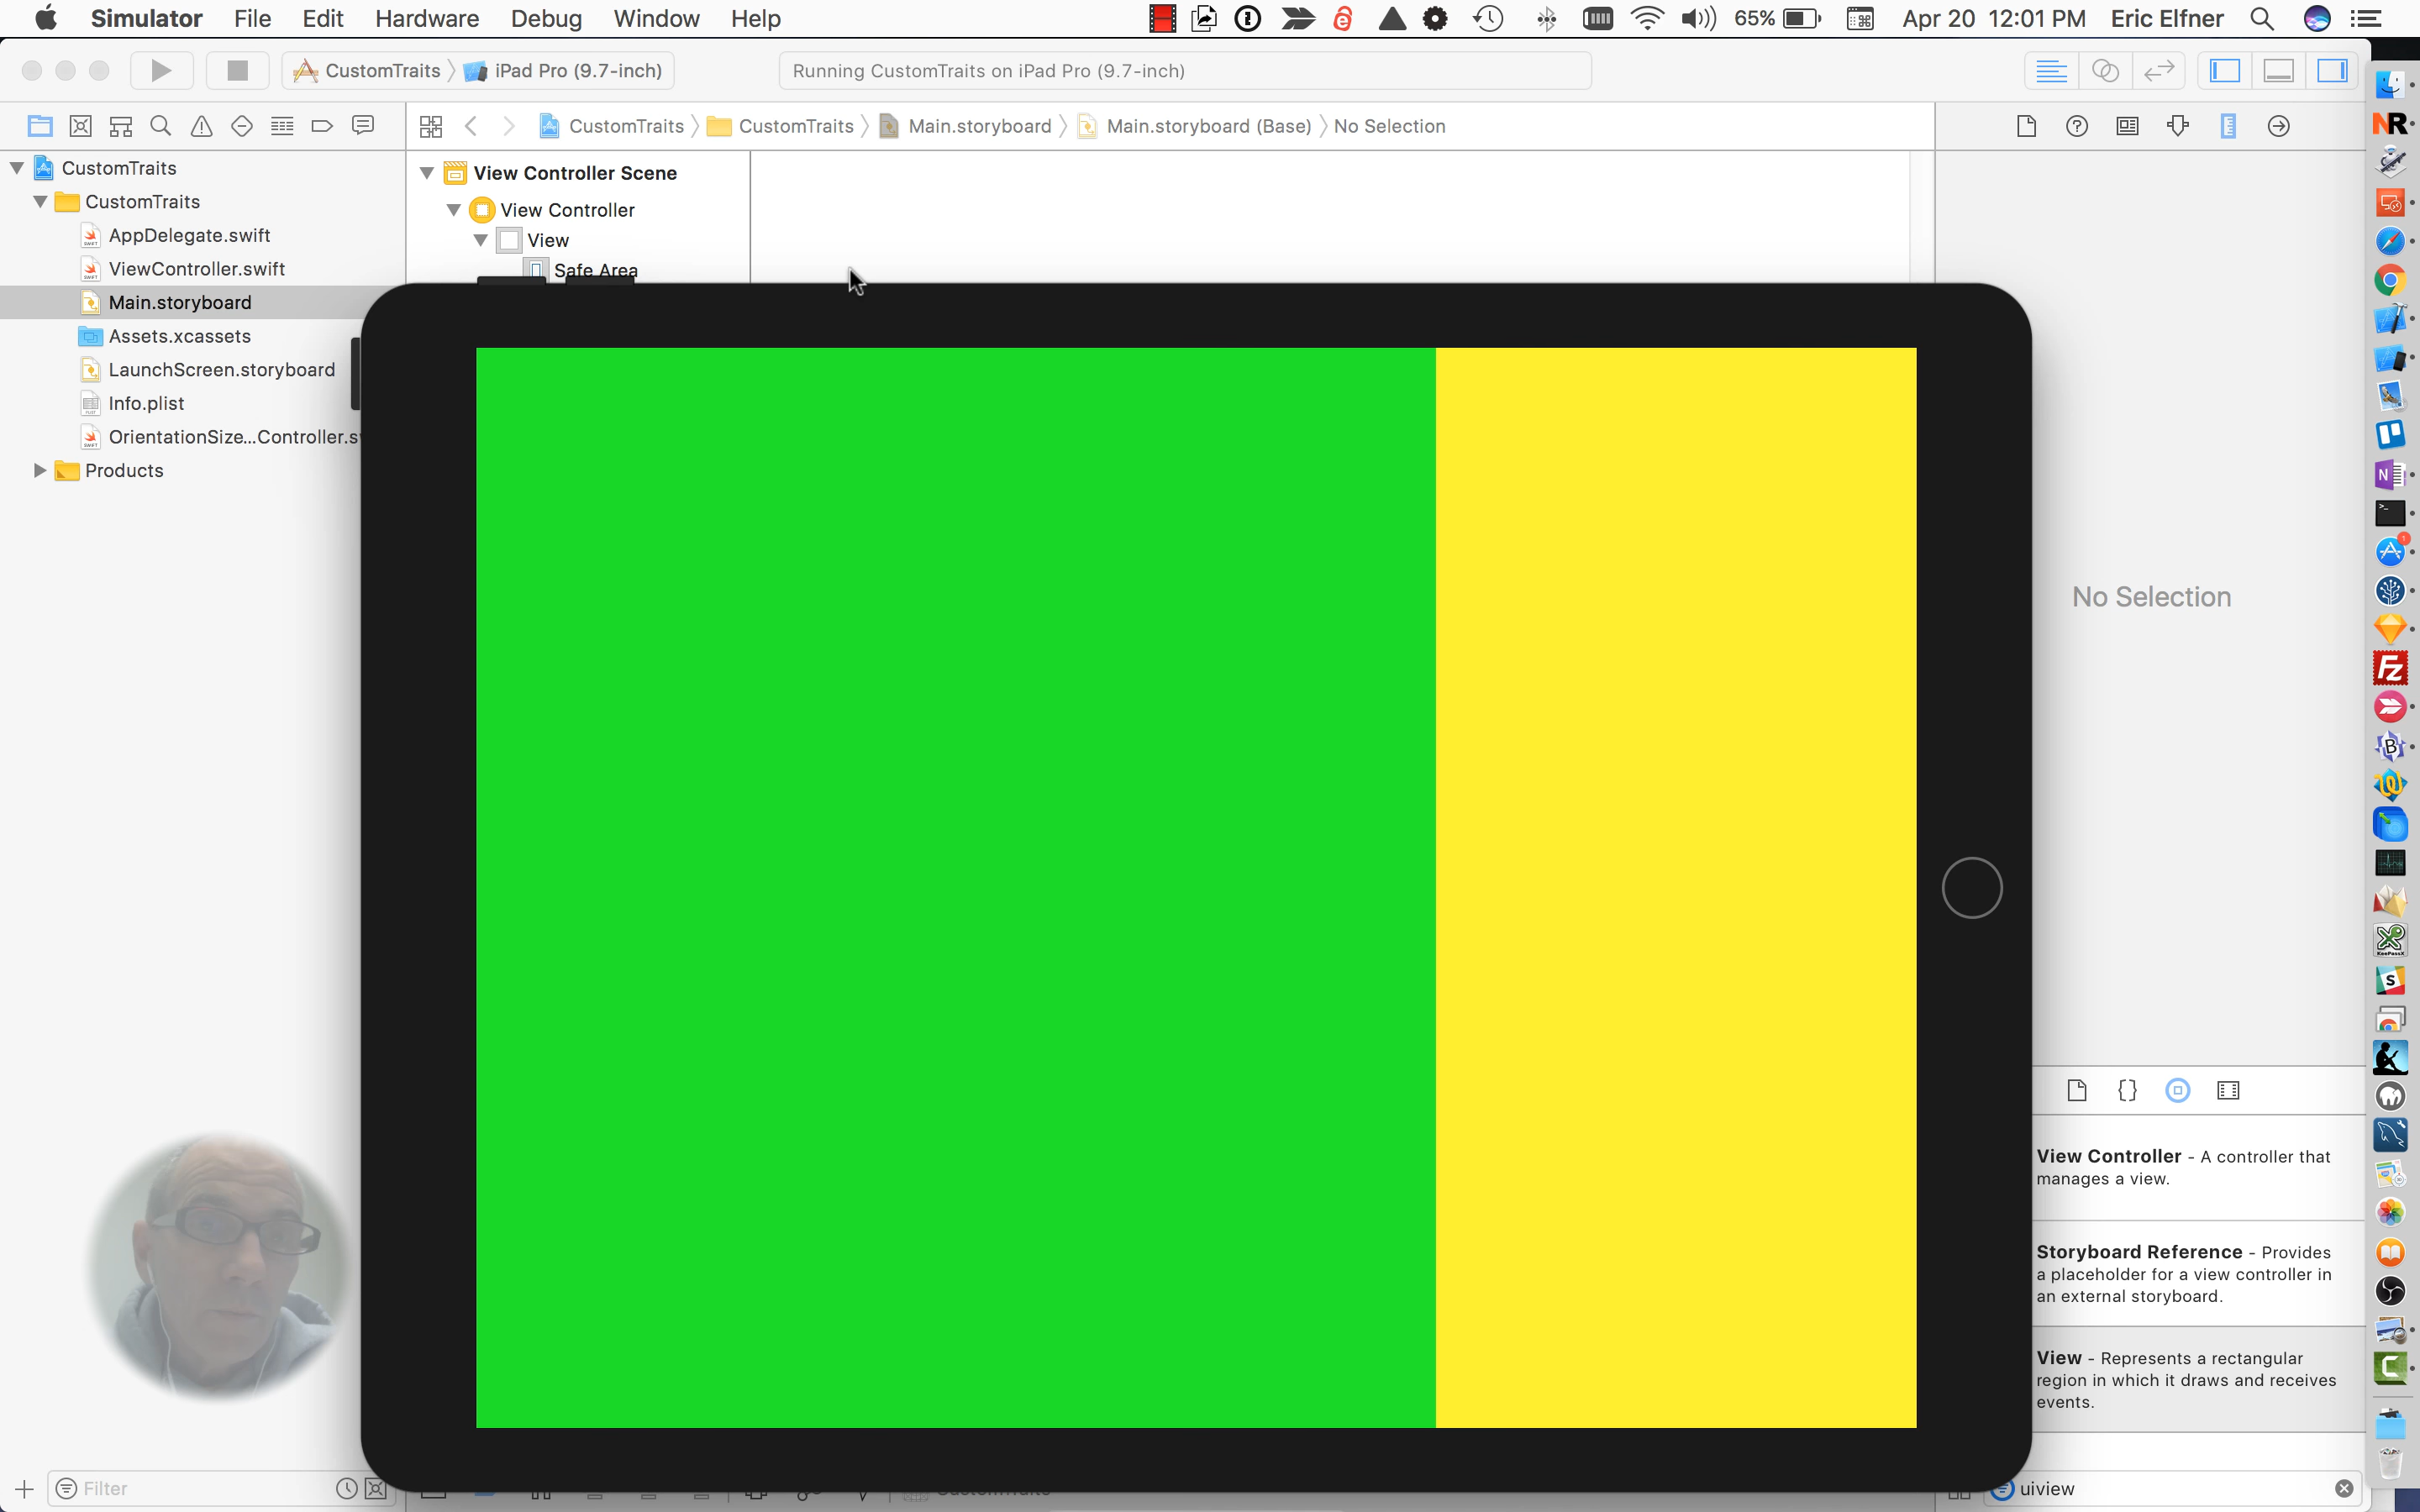 Simulator File Edit Hardware Debug Window Help 65% Apr 20 12:01 PM Eric Elfner
CustomTraits iPad Pro (9.7-inch) Running CustomTraits on iPad Pro (9.7-inch)
CustomTraits CustomTraits Main.storyboard Main.storyboard (Base) No Selection
CustomTraits
CustomTraits
AppDelegate.swift
ViewController.swift
Main.storyboard
Assets.xcassets
LaunchScreen.storyboard
Info.plist
OrientationSize...Controller.s
Products
View Controller Scene
View Controller
View
Safe Area
No Selection
View Controller - A controller that
manages a view.
Storyboard Reference - Provides
a placeholder for a view controller in
an external storyboard.
View - Represents a rectangular
region in which it draws and receives
events.
Filter
uiview